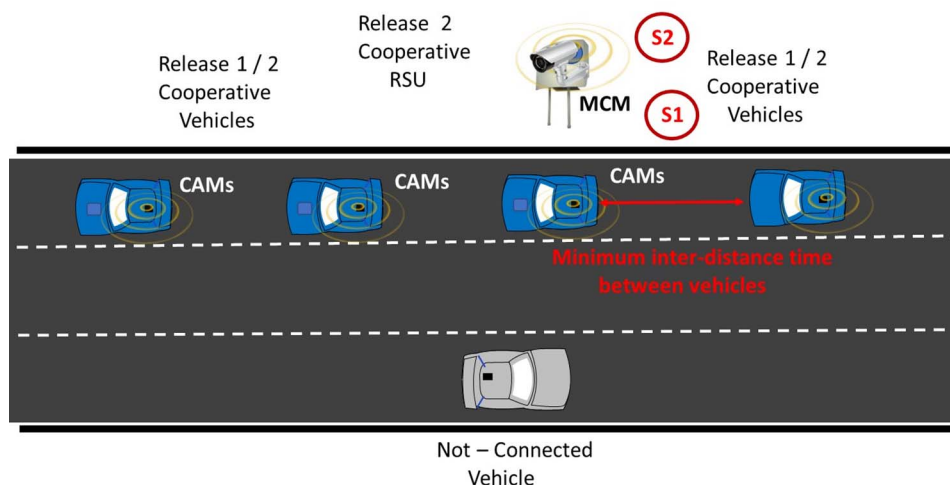 Release 1 / 2
Cooperative
Vehicles
Release 2
Cooperative
RSU
S2
MCM
S1
Release 1 / 2
Cooperative
Vehicles
CAMs
CAMs
CAMs
Minimum inter-distance time
between vehicles
Not – Connected
Vehicle